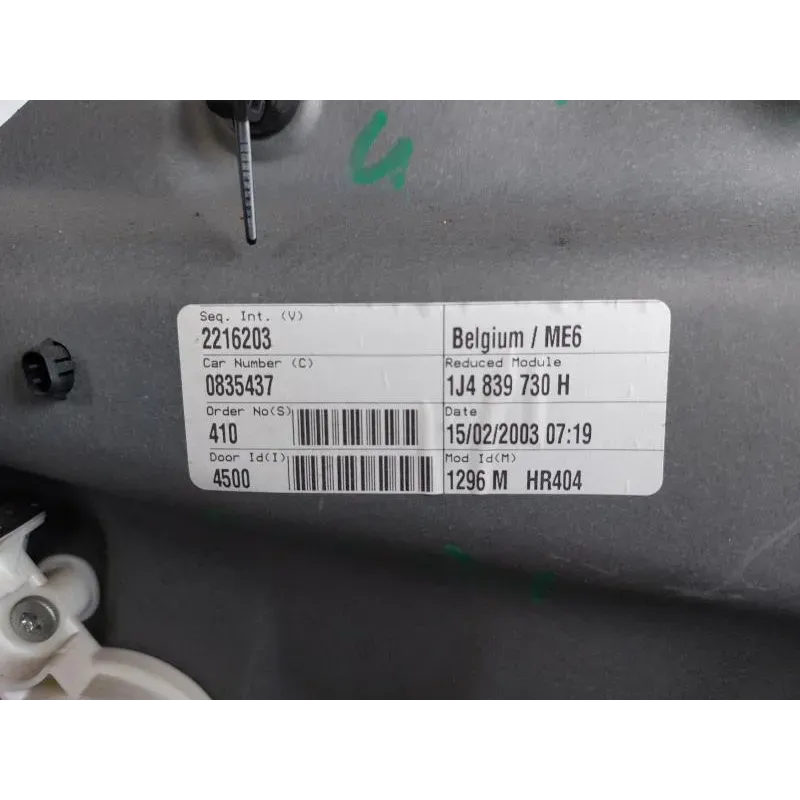 Seq. Int. (V)
2216203
Belgium / ME6
Car Number (C)
0835437
Reduced Module
1J4 839 730 H
Order No(S)
410
Date
15/02/2003 07:19
Door Id(I)
4500
Mod Id(M)
1296 M HR404